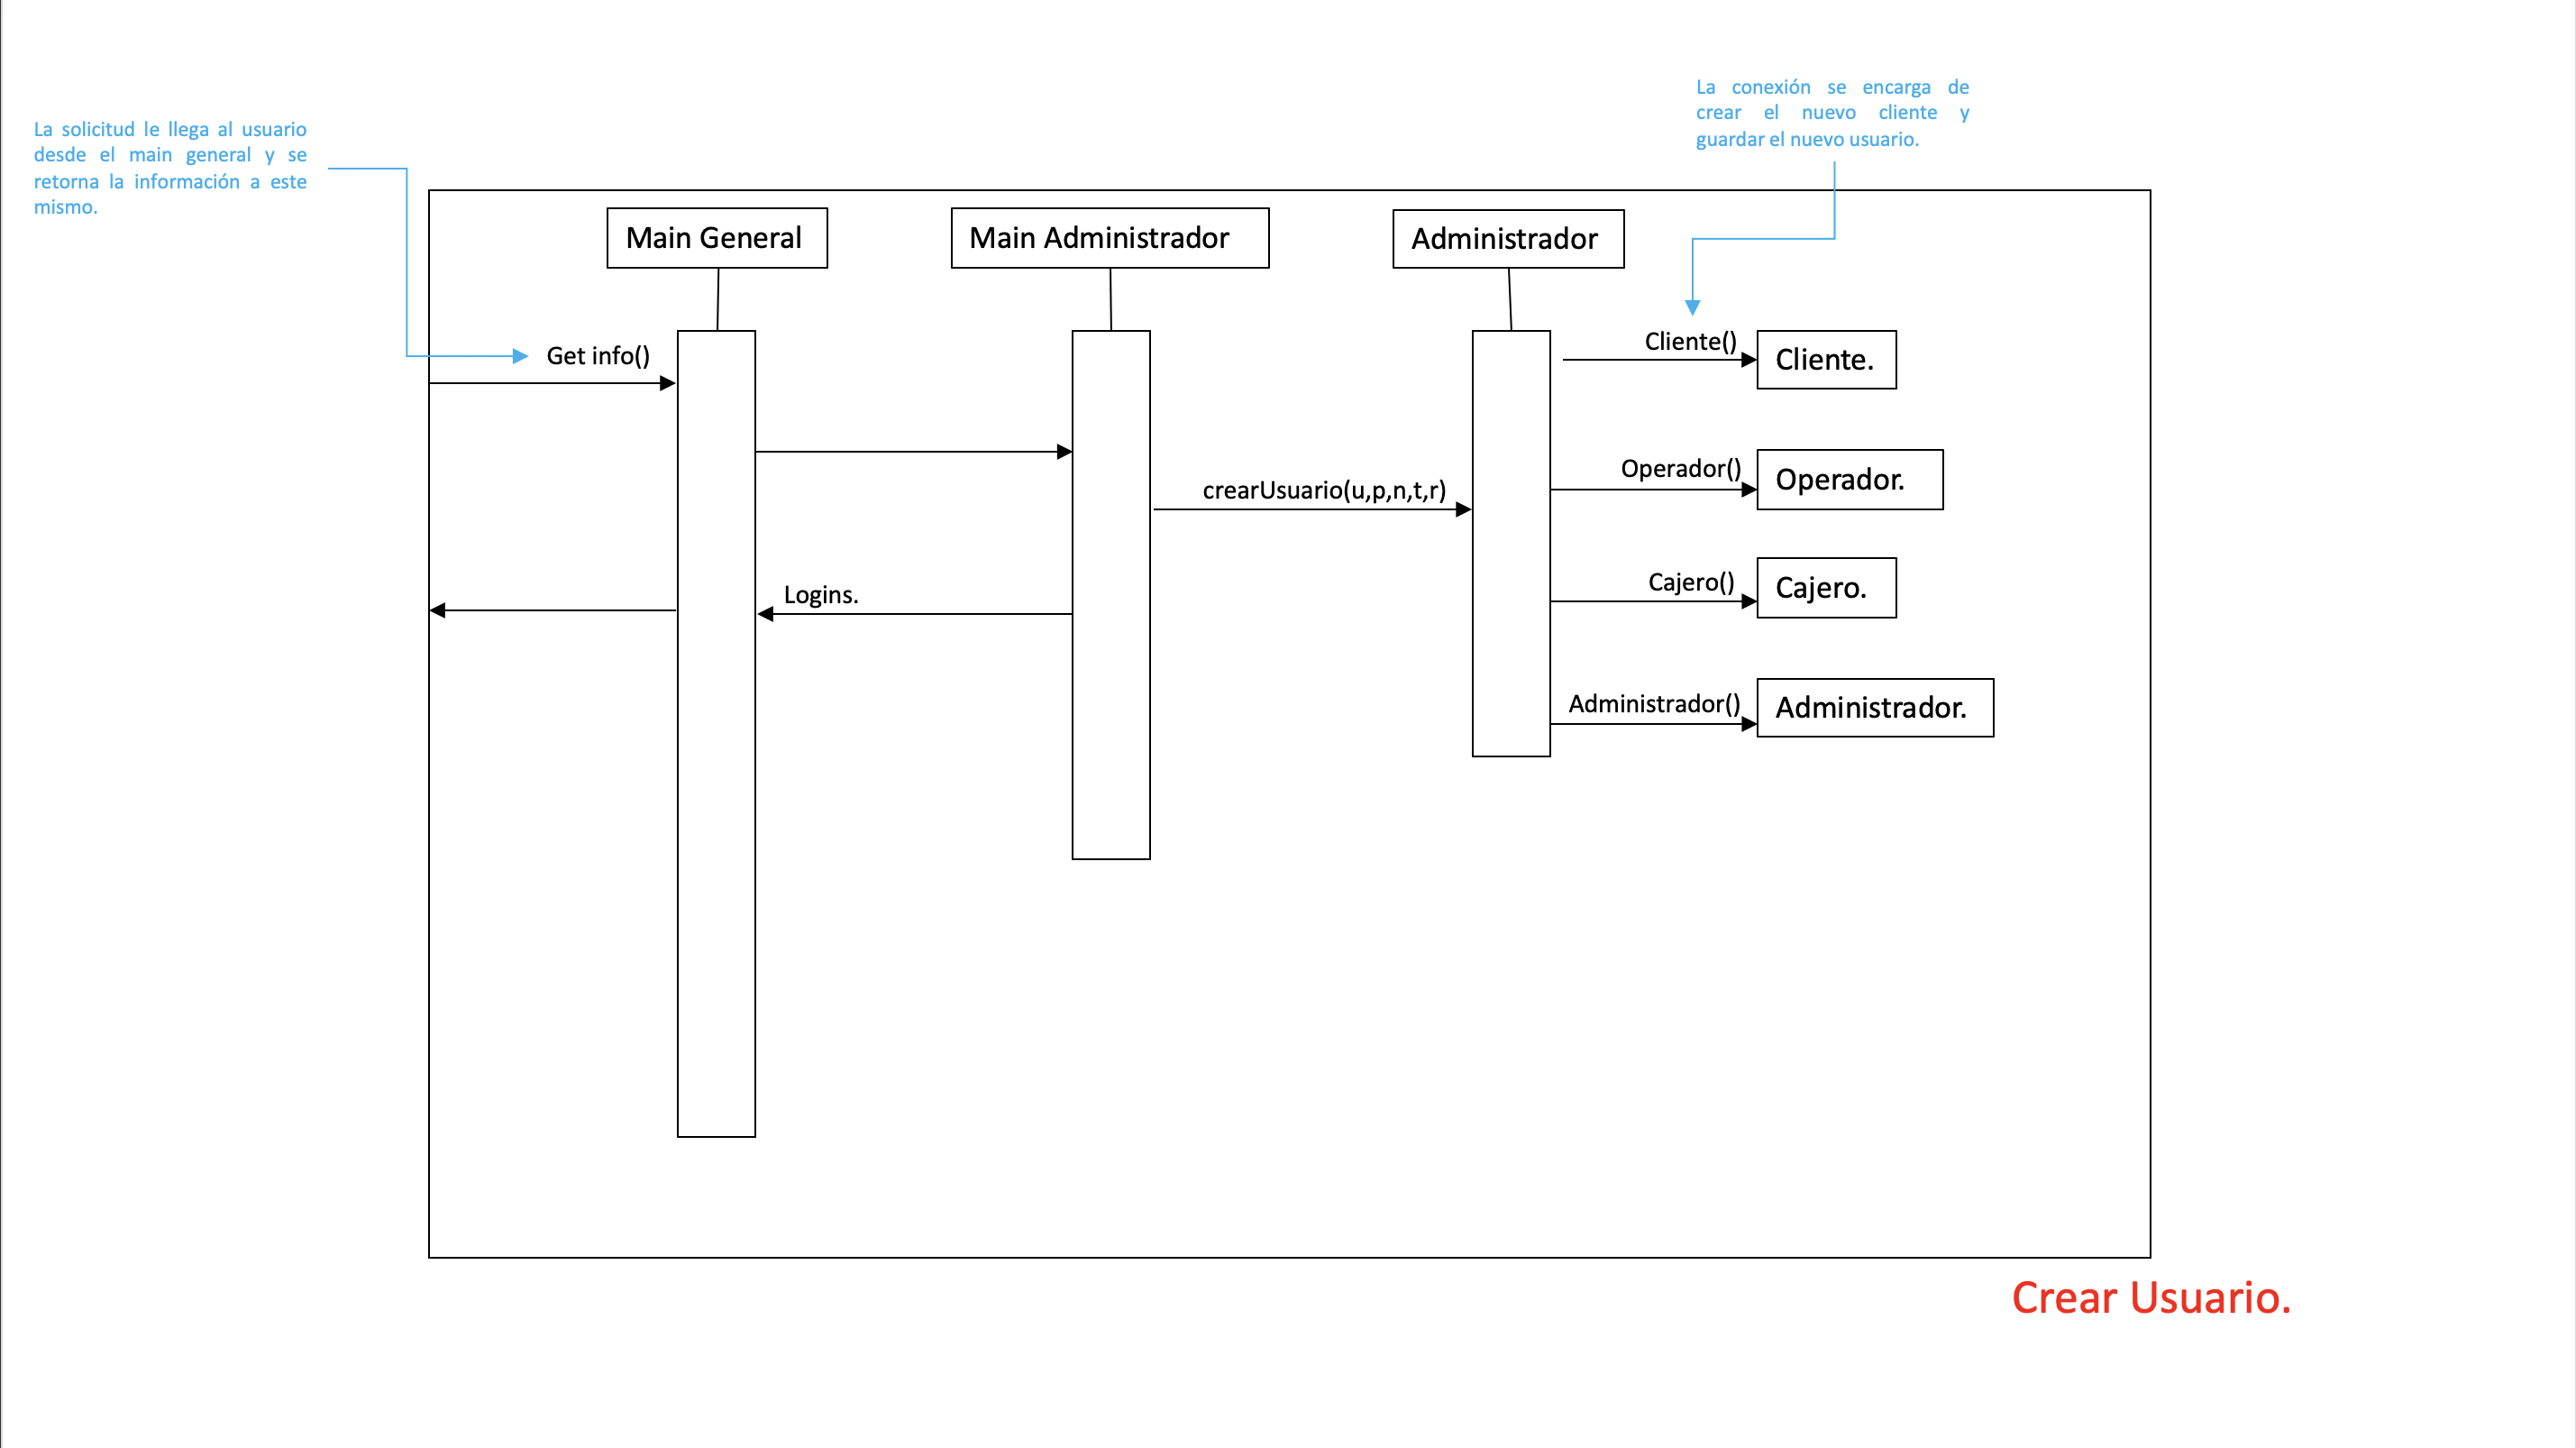 La conexión se encarga de
crear el nuevo cliente y
guardar el nuevo usuario.
La solicitud le llega al usuario
desde el main general y se
retorna la información a este
mismo.
Main General
Main Administrador
Administrador
Get info()
Cliente()
Cliente.
crearUsuario(u,p,n,t,r)
Operador()
Operador.
Logins.
Cajero()
Cajero.
Administrador()
Administrador.
Crear Usuario.